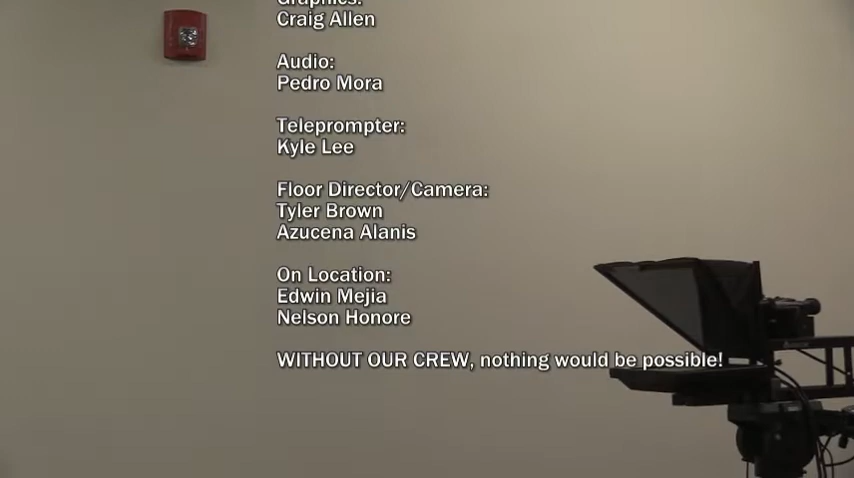 Graphics:
Craig Allen
Audio:
Pedro Mora
Teleprompter:
Kyle Lee
Floor Director/Camera:
Tyler Brown
Azucena Alanis
On Location:
Edwin Mejia
Nelson Honore
WITHOUT OUR CREW, nothing would be possible!